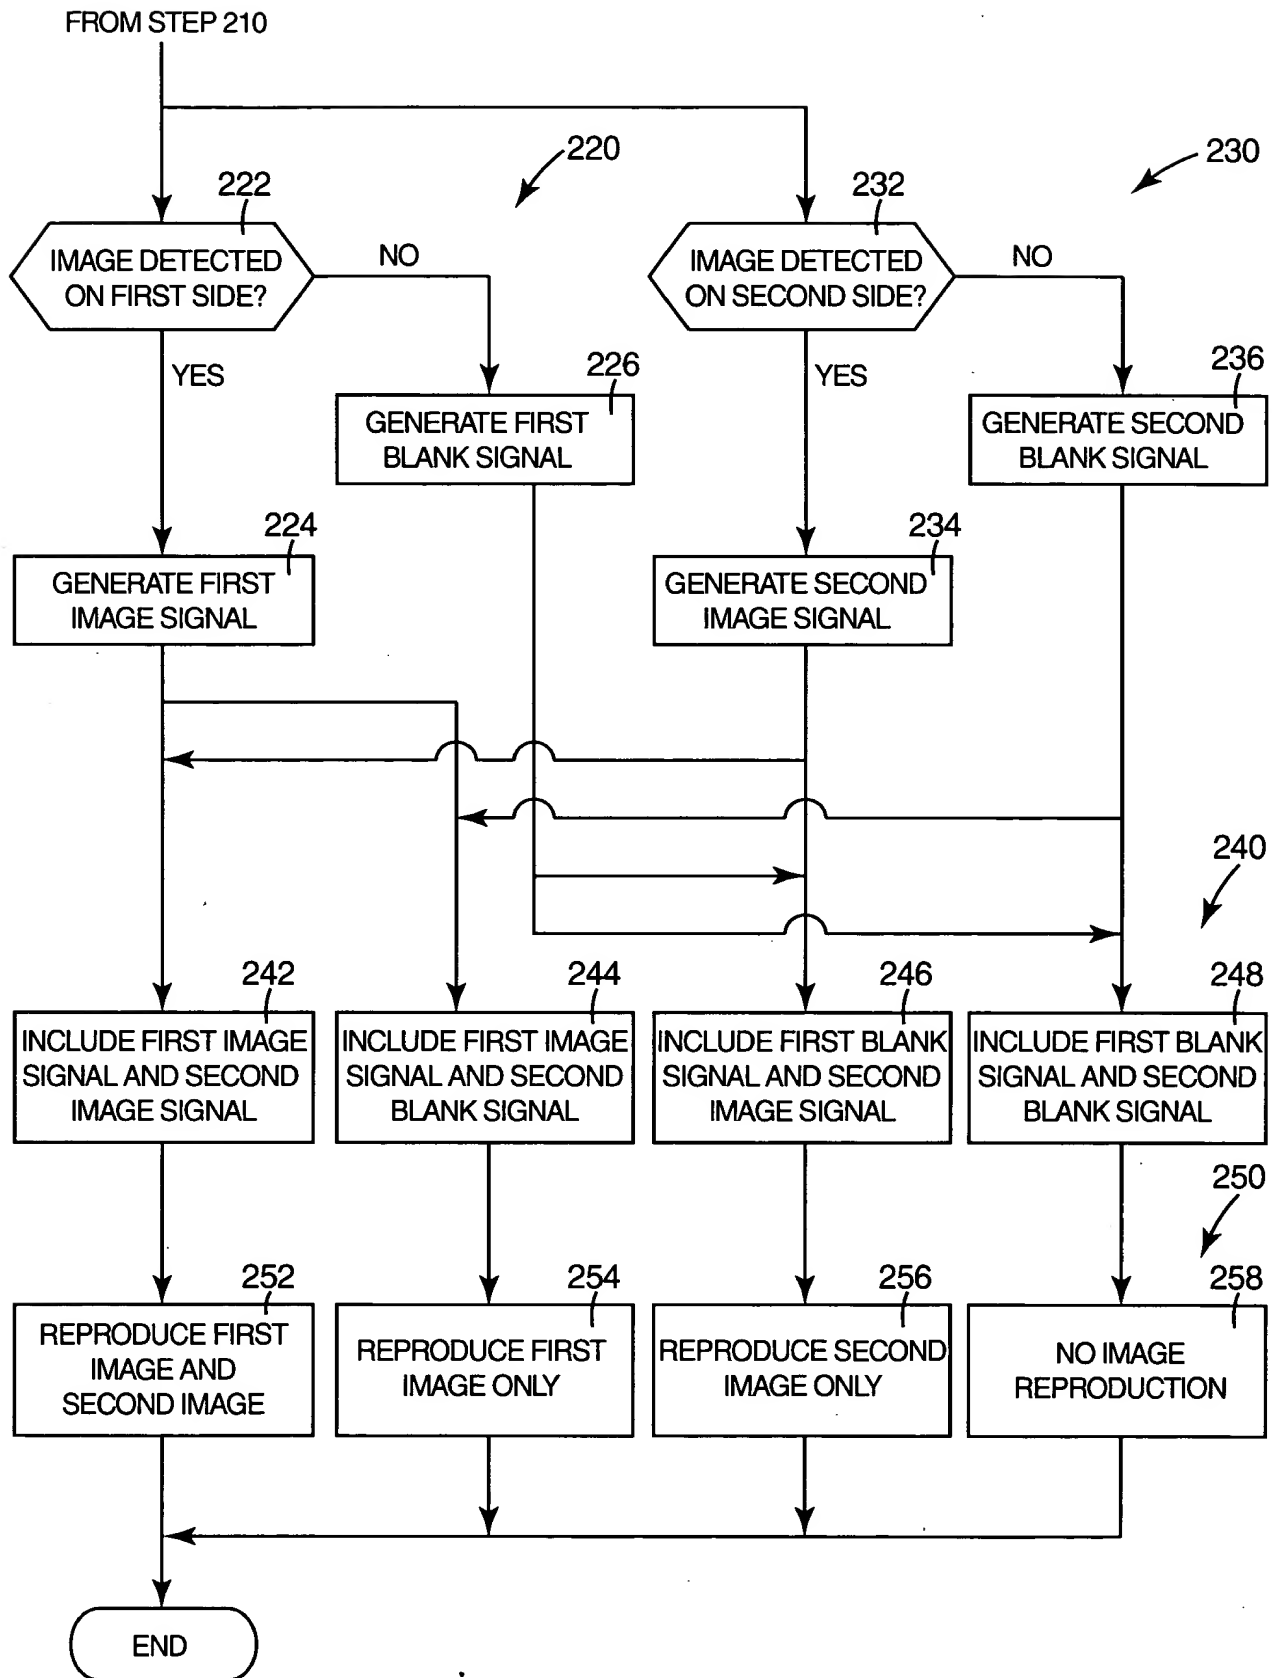 FROM STEP 210
220
230
222
232
IMAGE DETECTED
ON FIRST SIDE?
NO
IMAGE DETECTED
ON SECOND SIDE?
NO
YES
226
YES
236
GENERATE FIRST
BLANK SIGNAL
GENERATE SECOND
BLANK SIGNAL
224
234
GENERATE FIRST
IMAGE SIGNAL
GENERATE SECOND
IMAGE SIGNAL
240
242
244
246
248
INCLUDE FIRST IMAGE
SIGNAL AND SECOND
IMAGE SIGNAL
INCLUDE FIRST IMAGE
SIGNAL AND SECOND
BLANK SIGNAL
INCLUDE FIRST BLANK
SIGNAL AND SECOND
IMAGE SIGNAL
INCLUDE FIRST BLANK
SIGNAL AND SECOND
BLANK SIGNAL
250
252
254
256
258
REPRODUCE FIRST
IMAGE AND
SECOND IMAGE
REPRODUCE FIRST
IMAGE ONLY
REPRODUCE SECOND
IMAGE ONLY
NO IMAGE
REPRODUCTION
END